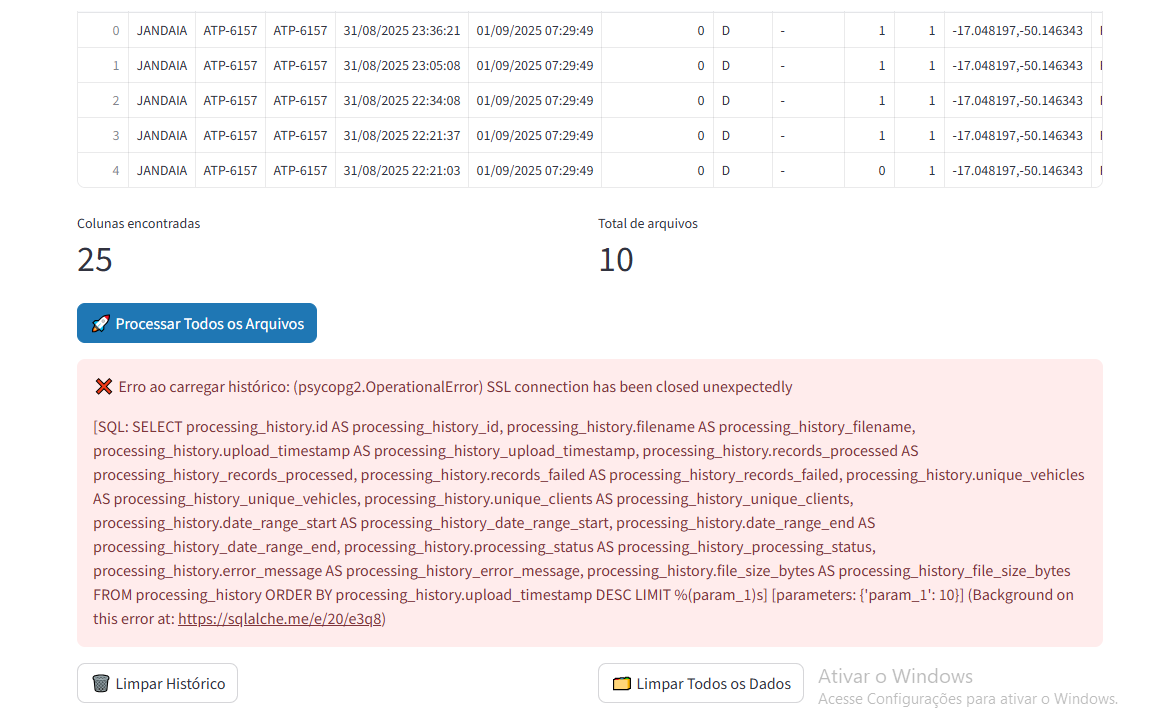 0 JANDAIA ATP-6157 ATP-6157 31/08/2025 23:36:21 01/09/2025 07:29:49 0 D - 1 1 -17.048197,-50.146343
1 JANDAIA ATP-6157 ATP-6157 31/08/2025 23:05:08 01/09/2025 07:29:49 0 D - 1 1 -17.048197,-50.146343
2 JANDAIA ATP-6157 ATP-6157 31/08/2025 22:34:08 01/09/2025 07:29:49 0 D - 1 1 -17.048197,-50.146343
3 JANDAIA ATP-6157 ATP-6157 31/08/2025 22:21:37 01/09/2025 07:29:49 0 D - 1 1 -17.048197,-50.146343
4 JANDAIA ATP-6157 ATP-6157 31/08/2025 22:21:03 01/09/2025 07:29:49 0 D - 0 1 -17.048197,-50.146343
Colunas encontradas
25
Total de arquivos
10
🚀 Processar Todos os Arquivos
❌ Erro ao carregar histórico: (psycopg2.OperationalError) SSL connection has been closed unexpectedly
[SQL: SELECT processing_history.id AS processing_history_id, processing_history.filename AS processing_history_filename,
processing_history.upload_timestamp AS processing_history_upload_timestamp, processing_history.records_processed AS
processing_history_records_processed, processing_history.records_failed AS processing_history_records_failed, processing_history.unique_vehicles
AS processing_history_unique_vehicles, processing_history.unique_clients AS processing_history_unique_clients,
processing_history.date_range_start AS processing_history_date_range_start, processing_history.date_range_end AS
processing_history_date_range_end, processing_history.processing_status AS processing_history_processing_status,
processing_history.error_message AS processing_history_error_message, processing_history.file_size_bytes AS processing_history_file_size_bytes
FROM processing_history ORDER BY processing_history.upload_timestamp DESC LIMIT %(param_1)s] [parameters: {'param_1': 10}] (Background on
this error at: https://sqlalche.me/e/20/e3q8)
🗑️ Limpar Histórico
🗂️ Limpar Todos os Dados
Ativar o Windows
Acesse Configurações para ativar o Windows.